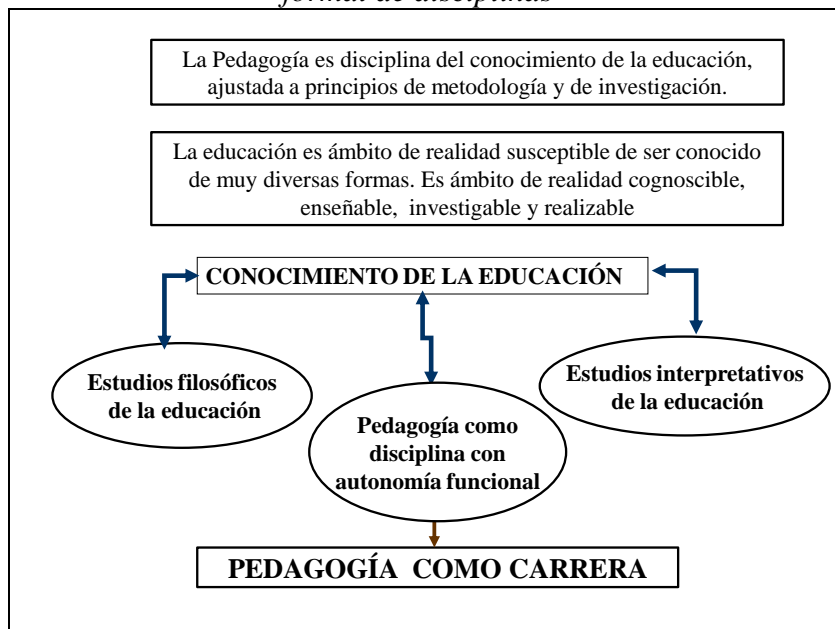 formal de disciplinas
La Pedagogía es disciplina del conocimiento de la educación,
ajustada a principios de metodología y de investigación.
La educación es ámbito de realidad susceptible de ser conocido
de muy diversas formas. Es ámbito de realidad cognoscible,
enseñable, investigable y realizable
CONOCIMIENTO DE LA EDUCACIÓN
Estudios filosóficos
de la educación
Pedagogía como
disciplina con
autonomía funcional
Estudios interpretativos
de la educación
PEDAGOGÍA COMO CARRERA